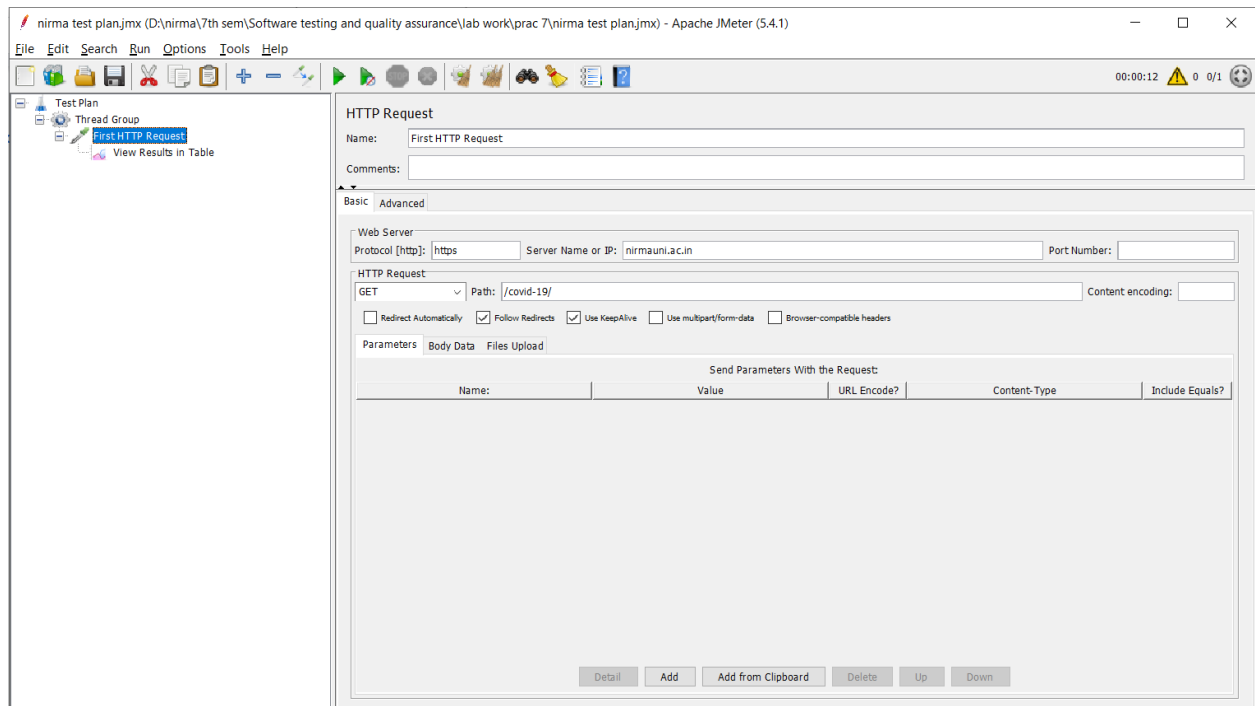 nirma test plan.jmx (D:\nirma\7th sem\Software testing and quality assurance\lab work\prac 7\nirma test plan.jmx) - Apache JMeter (5.4.1)
File Edit Search Run Options Tools Help
STOP 00:00:12 0 0/1
Test Plan
Thread Group
First HTTP Request
View Results in Table
HTTP Request
Name: First HTTP Request
Comments:
Basic Advanced
Web Server
Protocol [http]: https Server Name or IP: nirmauni.ac.in Port Number:
HTTP Request
GET Path: /covid-19/ Content encoding:
Redirect Automatically Follow Redirects Use KeepAlive Use multipart/form-data Browser-compatible headers
Parameters Body Data Files Upload
Send Parameters With the Request:
Name: Value URL Encode? Content-Type Include Equals?
Detail Add Add from Clipboard Delete Up Down